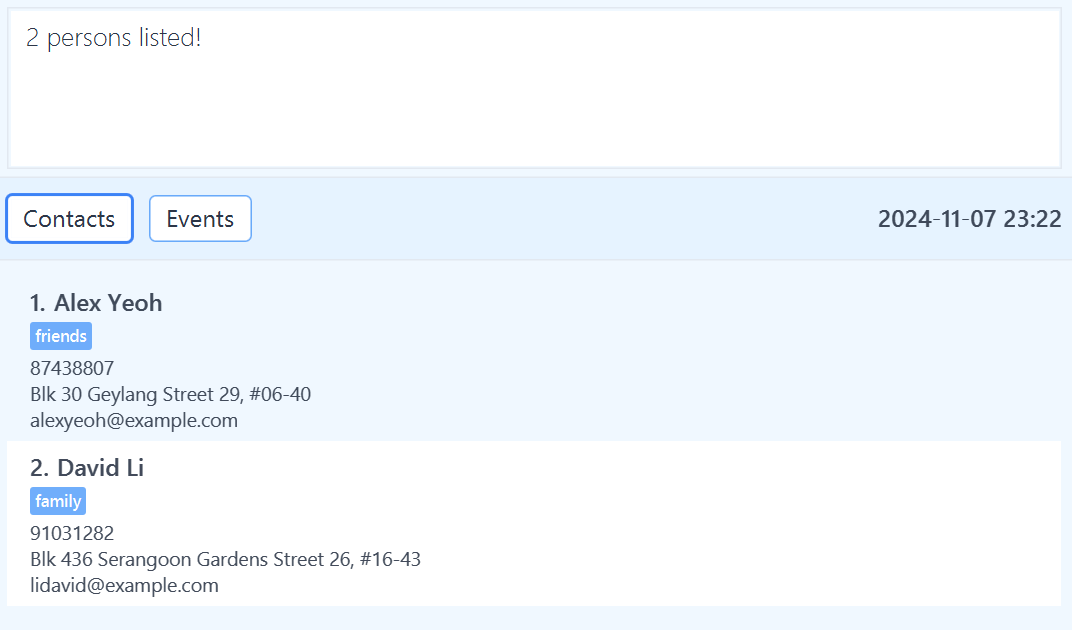 2 persons listed!
Contacts
Events
2024-11-07 23:22
1. Alex Yeoh
friends
87438807
Blk 30 Geylang Street 29, #06-40
alexyeoh@example.com
2. David Li
family
91031282
Blk 436 Serangoon Gardens Street 26, #16-43
lidavid@example.com